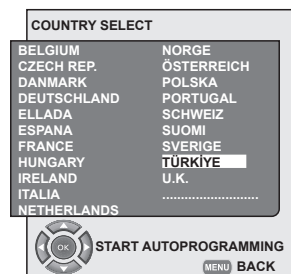 COUNTRY SELECT
BELGIUM NORGE
CZECH REP. ÖSTERREICH
DANMARK POLSKA
DEUTSCHLAND PORTUGAL
ELLADA SCHWEIZ
ESPANA SUOMI
FRANCE SVERIGE
HUNGARY TÜRKİYE
IRELAND U.K.
ITALIA ..........................
NETHERLANDS
OK START AUTOPROGRAMMING
MENU BACK